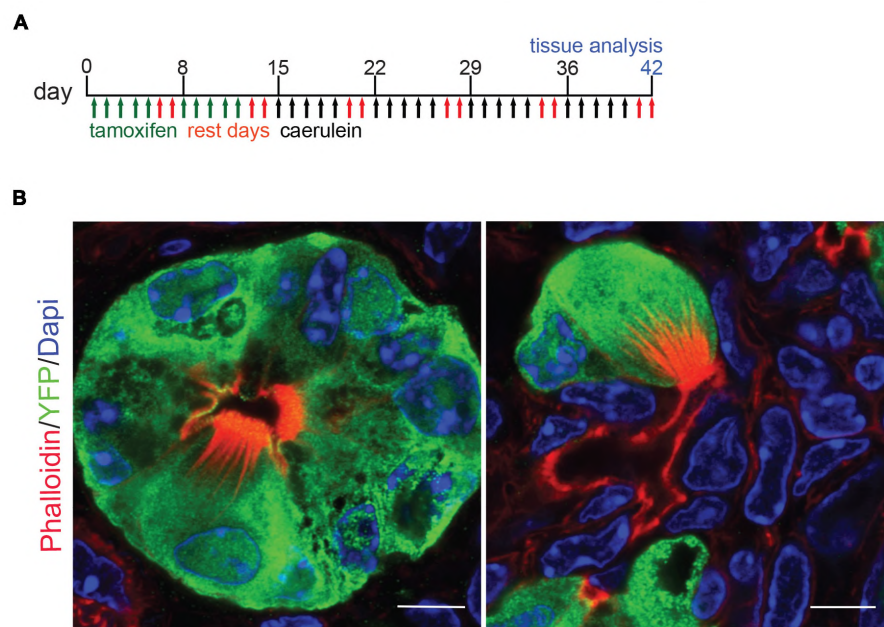 A
tissue analysis
0 8 15 22 29 36 42
day
tamoxifen rest days caerulein
B
Phalloidin/YFP/Dapi